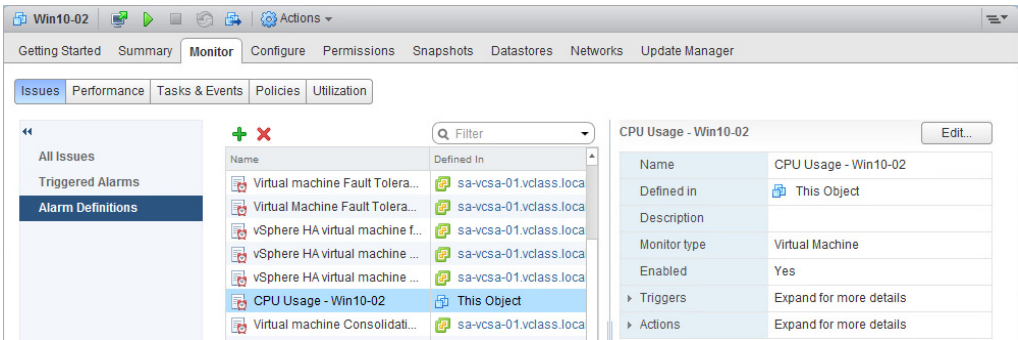 Win10-02 Actions
Getting Started Summary Monitor Configure Permissions Snapshots Datastores Networks Update Manager
Issues Performance Tasks & Events Policies Utilization
All Issues
Triggered Alarms
Alarm Definitions
Filter
Name Defined In
Virtual machine Fault Tolera... sa-vcsa-01.vclass.loca
Virtual Machine Fault Tolera... sa-vcsa-01.vclass.loca
vSphere HA virtual machine f... sa-vcsa-01.vclass.loca
vSphere HA virtual machine ... sa-vcsa-01.vclass.loca
vSphere HA virtual machine ... sa-vcsa-01.vclass.loca
CPU Usage - Win10-02 This Object
Virtual machine Consolidati... sa-vcsa-01.vclass.loca
CPU Usage - Win10-02 Edit...
Name CPU Usage - Win10-02
Defined in This Object
Description
Monitor type Virtual Machine
Enabled Yes
Triggers Expand for more details
Actions Expand for more details